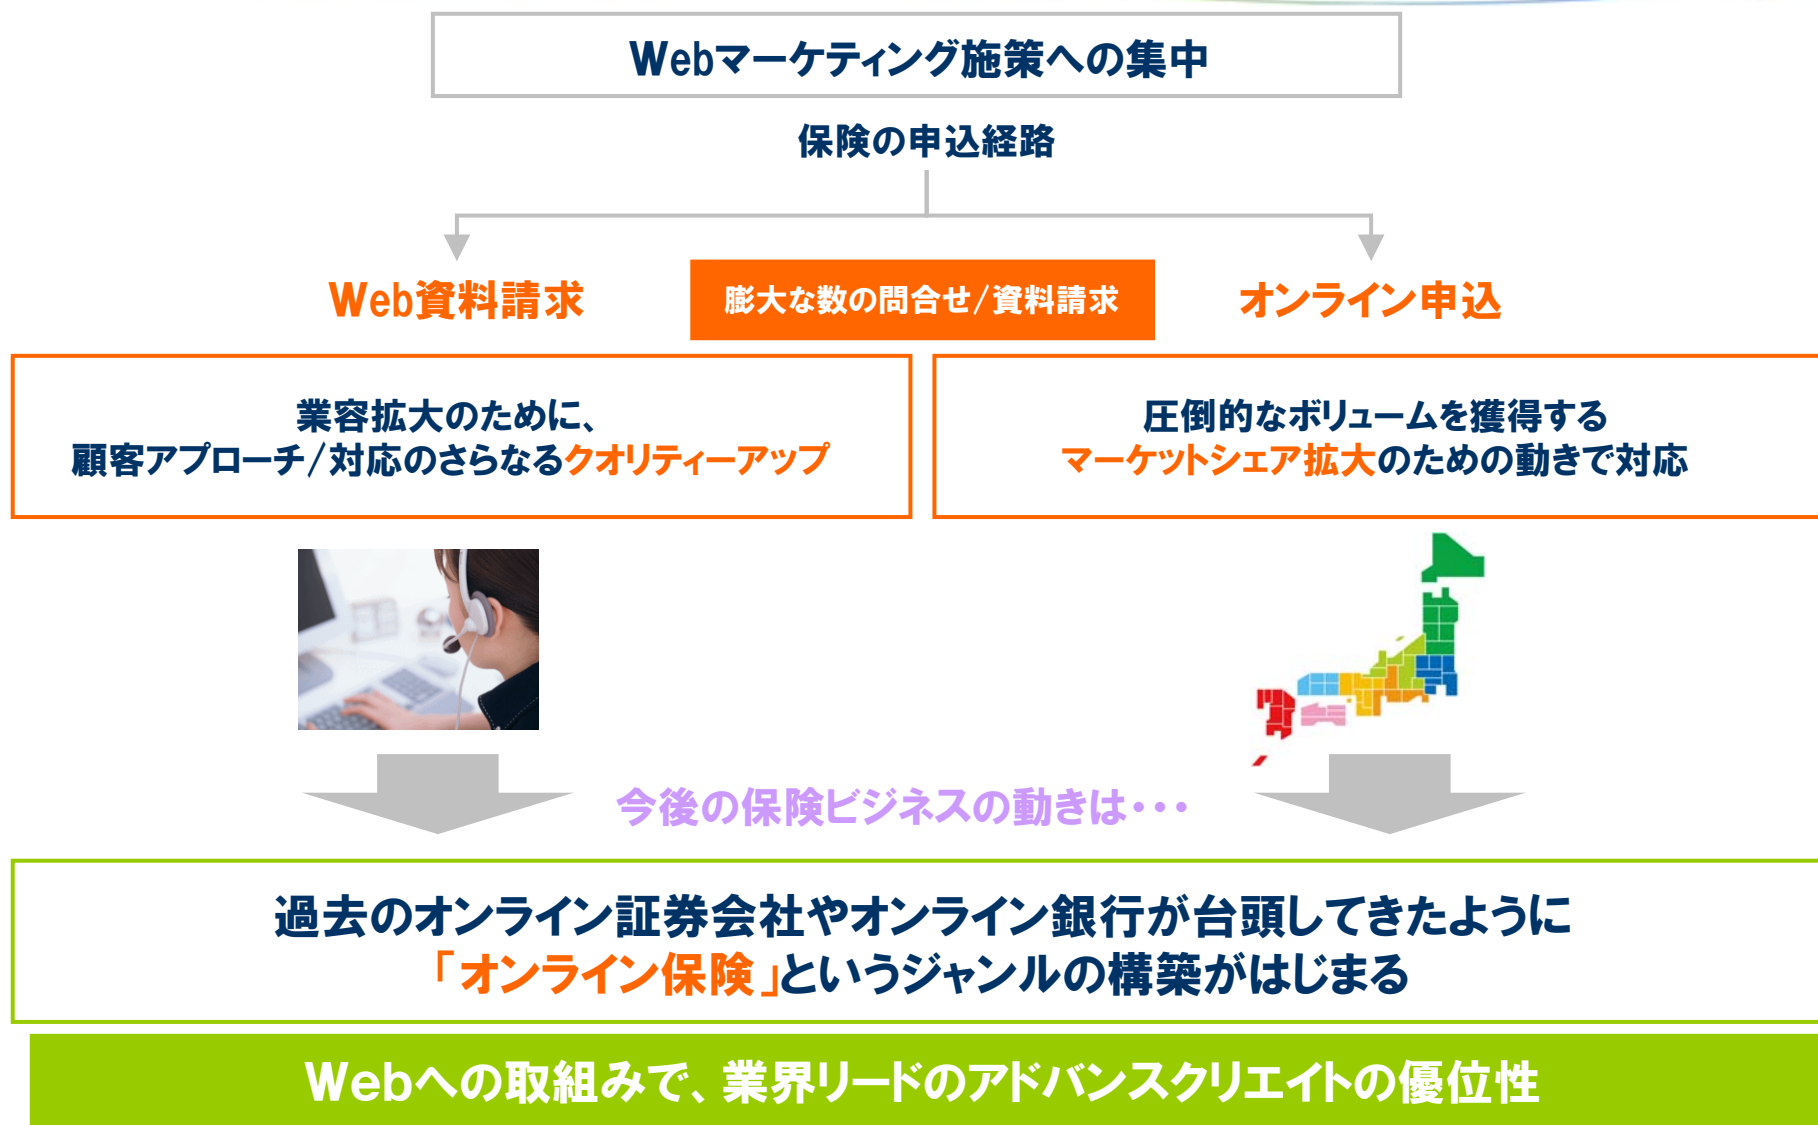 Webマーケティング施策への集中
保険の申込経路
Web資料請求
膨大な数の問合せ/資料請求
オンライン申込
業容拡大のために、
顧客アプローチ/対応のさらなるクオリティーアップ
圧倒的なボリュームを獲得する
マーケットシェア拡大のための動きで対応
今後の保険ビジネスの動きは・・・
過去のオンライン証券会社やオンライン銀行が台頭してきたように
「オンライン保険」というジャンルの構築がはじまる
Webへの取組みで、業界リードのアドバンスクリエイトの優位性